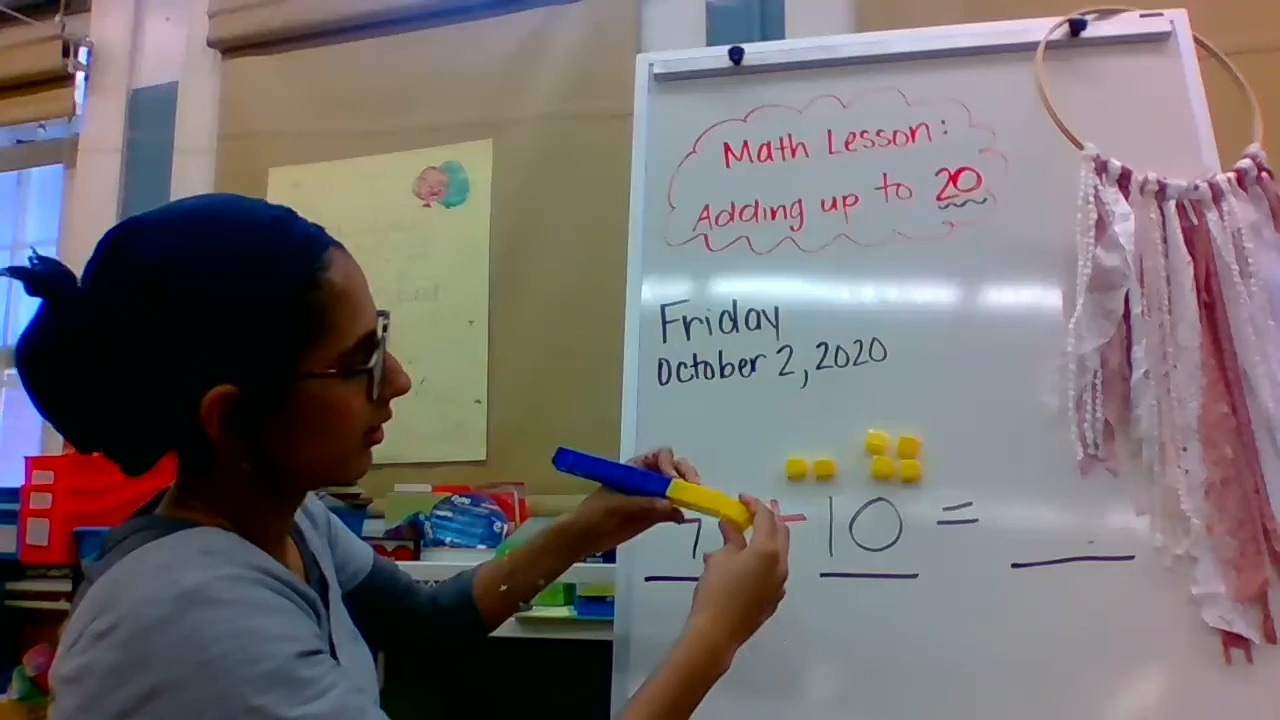 Math Lesson:
Adding up to 20
Friday
October 2, 2020
7 + 10 =